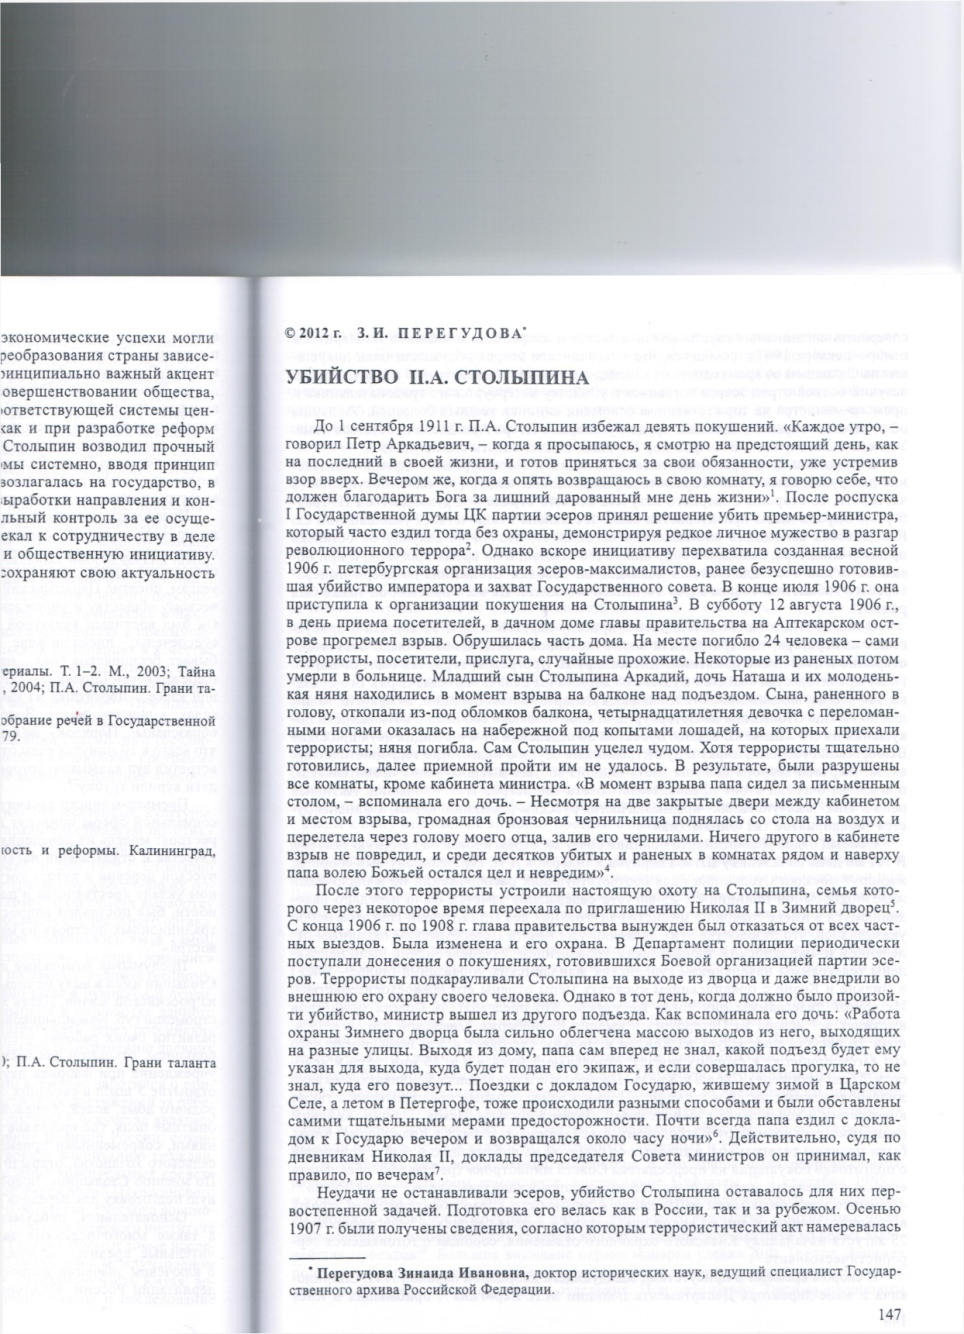 экономические успехи могли
реобразования страны зависе-
ринципиально важный акцент
овершенствовании общества,
ответствующей системы цен-
как и при разработке реформ
Столыпин возводил прочный
мы системно, вводя принцип
возлагалась на государство, в
ыработки направления и кон-
льный контроль за ее осуще-
екал к сотрудничеству в деле
и общественную инициативу.
сохраняют свою актуальность
ериалы. Т. 1–2. М., 2003; Тайна
, 2004; П.А. Столыпин. Грани та-
обрание речей в Государственной
79.
ность и реформы. Калининград,
); П.А. Столыпин. Грани таланта
© 2012 г. З. И. ПЕРЕГУДОВА*
УБИЙСТВО П.А. СТОЛЫПИНА
До 1 сентября 1911 г. П.А. Столыпин избежал девять покушений. «Каждое утро, –
говорил Петр Аркадьевич, – когда я просыпаюсь, я смотрю на предстоящий день, как
на последний в своей жизни, и готов приняться за свои обязанности, уже устремив
взор вверх. Вечером же, когда я опять возвращаюсь в свою комнату, я говорю себе, что
должен благодарить Бога за лишний дарованный мне день жизни»¹. После роспуска
I Государственной думы ЦК партии эсеров принял решение убить премьер-министра,
который часто ездил тогда без охраны, демонстрируя редкое личное мужество в разгар
революционного террора². Однако вскоре инициативу перехватила созданная весной
1906 г. петербургская организация эсеров-максималистов, ранее безуспешно готовив-
шая убийство императора и захват Государственного совета. В конце июля 1906 г. она
приступила к организации покушения на Столыпина³. В субботу 12 августа 1906 г.,
в день приема посетителей, в дачном доме главы правительства на Аптекарском ост-
рове прогремел взрыв. Обрушилась часть дома. На месте погибло 24 человека – сами
террористы, посетители, прислуга, случайные прохожие. Некоторые из раненых потом
умерли в больнице. Младший сын Столыпина Аркадий, дочь Наташа и их молодень-
кая няня находились в момент взрыва на балконе над подъездом. Сына, раненного в
голову, откопали из-под обломков балкона, четырнадцатилетняя девочка с переломан-
ными ногами оказалась на набережной под копытами лошадей, на которых приехали
террористы; няня погибла. Сам Столыпин уцелел чудом. Хотя террористы тщательно
готовились, далее приемной пройти им не удалось. В результате, были разрушены
все комнаты, кроме кабинета министра. «В момент взрыва папа сидел за письменным
столом, – вспоминала его дочь. – Несмотря на две закрытые двери между кабинетом
и местом взрыва, громадная бронзовая чернильница поднялась со стола на воздух и
перелетела через голову моего отца, залив его чернилами. Ничего другого в кабинете
взрыв не повредил, и среди десятков убитых и раненых в комнатах рядом и наверху
папа волею Божьей остался цел и невредим»⁴.
После этого террористы устроили настоящую охоту на Столыпина, семья кото-
рого через некоторое время переехала по приглашению Николая II в Зимний дворец⁵.
С конца 1906 г. по 1908 г. глава правительства вынужден был отказаться от всех част-
ных выездов. Была изменена и его охрана. В Департамент полиции периодически
поступали донесения о покушениях, готовившихся Боевой организацией партии эсе-
ров. Террористы подкарауливали Столыпина на выходе из дворца и даже внедрили во
внешнюю его охрану своего человека. Однако в тот день, когда должно было произой-
ти убийство, министр вышел из другого подъезда. Как вспоминала его дочь: «Работа
охраны Зимнего дворца была сильно облегчена массою выходов из него, выходящих
на разные улицы. Выходя из дому, папа сам вперед не знал, какой подъезд будет ему
указан для выхода, куда будет подан его экипаж, и если совершалась прогулка, то не
знал, куда его повезут... Поездки с докладом Государю, жившему зимой в Царском
Селе, а летом в Петергофе, тоже происходили разными способами и были обставлены
самими тщательными мерами предосторожности. Почти всегда папа ездил с докла-
дом к Государю вечером и возвращался около часу ночи»⁶. Действительно, судя по
дневникам Николая II, доклады председателя Совета министров он принимал, как
правило, по вечерам⁷.
Неудачи не останавливали эсеров, убийство Столыпина оставалось для них пер-
востепенной задачей. Подготовка его велась как в России, так и за рубежом. Осенью
1907 г. были получены сведения, согласно которым террористический акт намеревалась
* Перегудова Зинаида Ивановна, доктор исторических наук, ведущий специалист Государ-
ственного архива Российской Федерации.
147